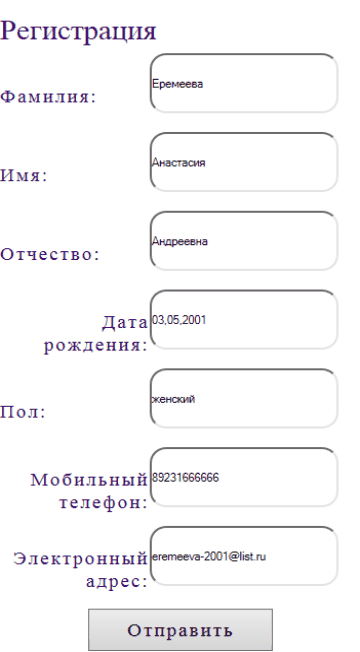 Регистрация
Фамилия: Еремеева
Имя: Анастасия
Отчество: Андреевна
Дата 03,05,2001
рождения:
Пол: женский
Мобильный 89231666666
телефон:
Электронный eremeeva-2001@list.ru
адрес:
Отправить